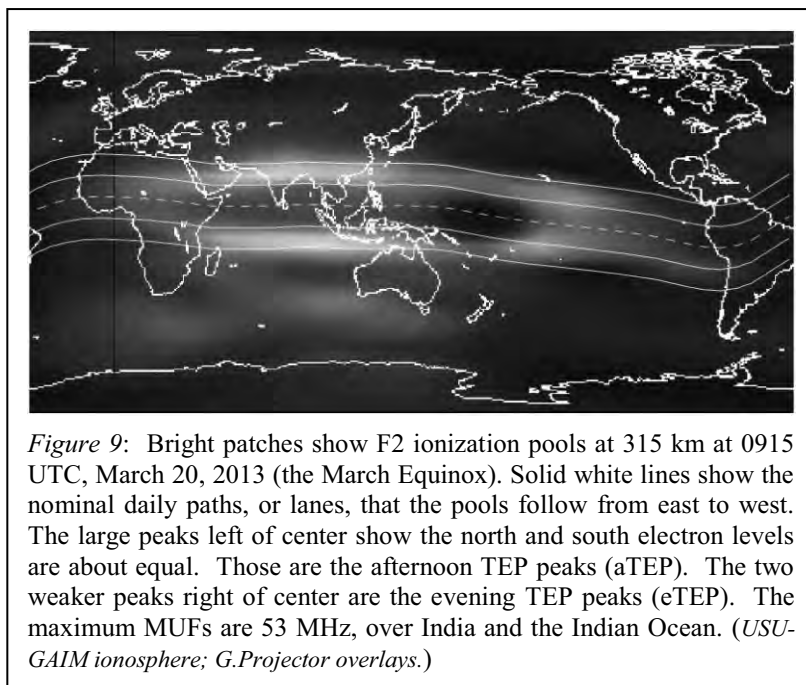 Figure 9: Bright patches show F2 ionization pools at 315 km at 0915
UTC, March 20, 2013 (the March Equinox). Solid white lines show the
nominal daily paths, or lanes, that the pools follow from east to west.
The large peaks left of center show the north and south electron levels
are about equal. Those are the afternoon TEP peaks (aTEP). The two
weaker peaks right of center are the evening TEP peaks (eTEP). The
maximum MUFs are 53 MHz, over India and the Indian Ocean. (USU-
GAIM ionosphere; G.Projector overlays.)